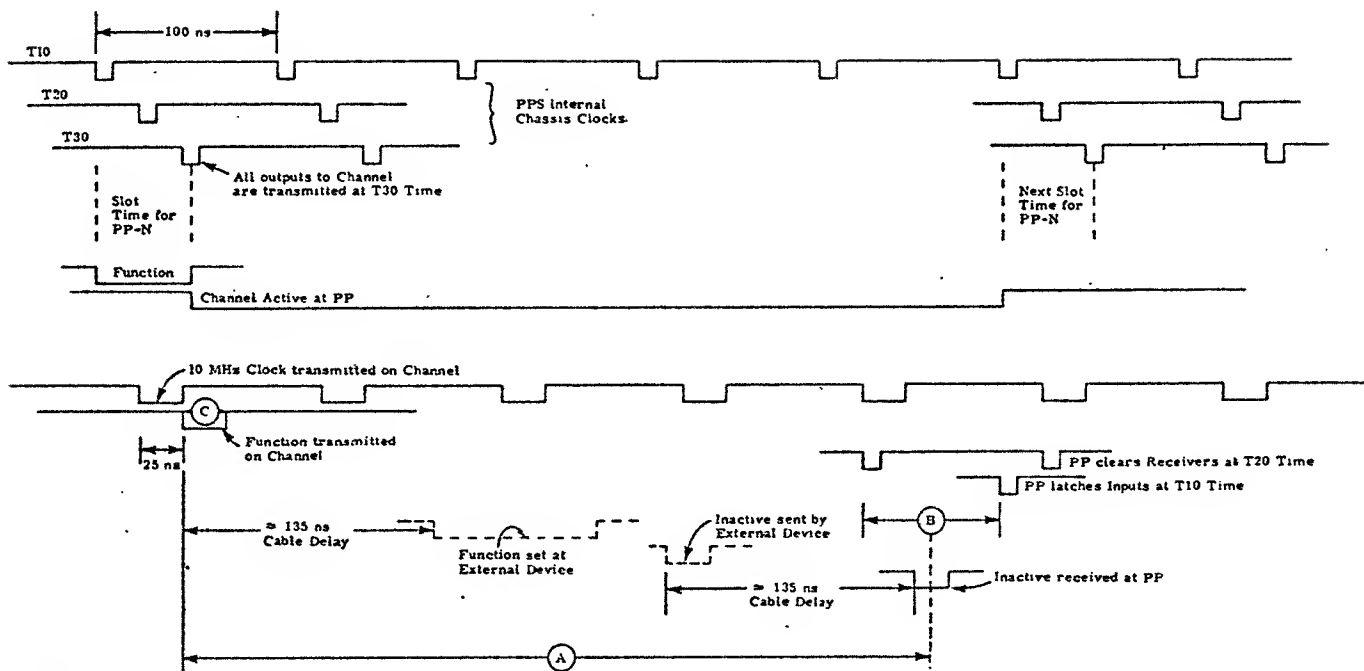 100 ns
T10
T20
PPS Internal
Chassis Clocks.
T30
All outputs to Channel
are transmitted at T30 Time
Slot
Time for
PP-N
Next Slot
Time for
PP-N
Function
Channel Active at PP
10 MHz Clock transmitted on Channel
C
Function transmitted
on Channel
25 ns
PP clears Receivers at T20 Time
PP latches Inputs at T10 Time
≈ 135 ns
Cable Delay
Function set at
External Device
Inactive sent by
External Device
B
≈ 135 ns
Cable Delay
Inactive received at PP
A